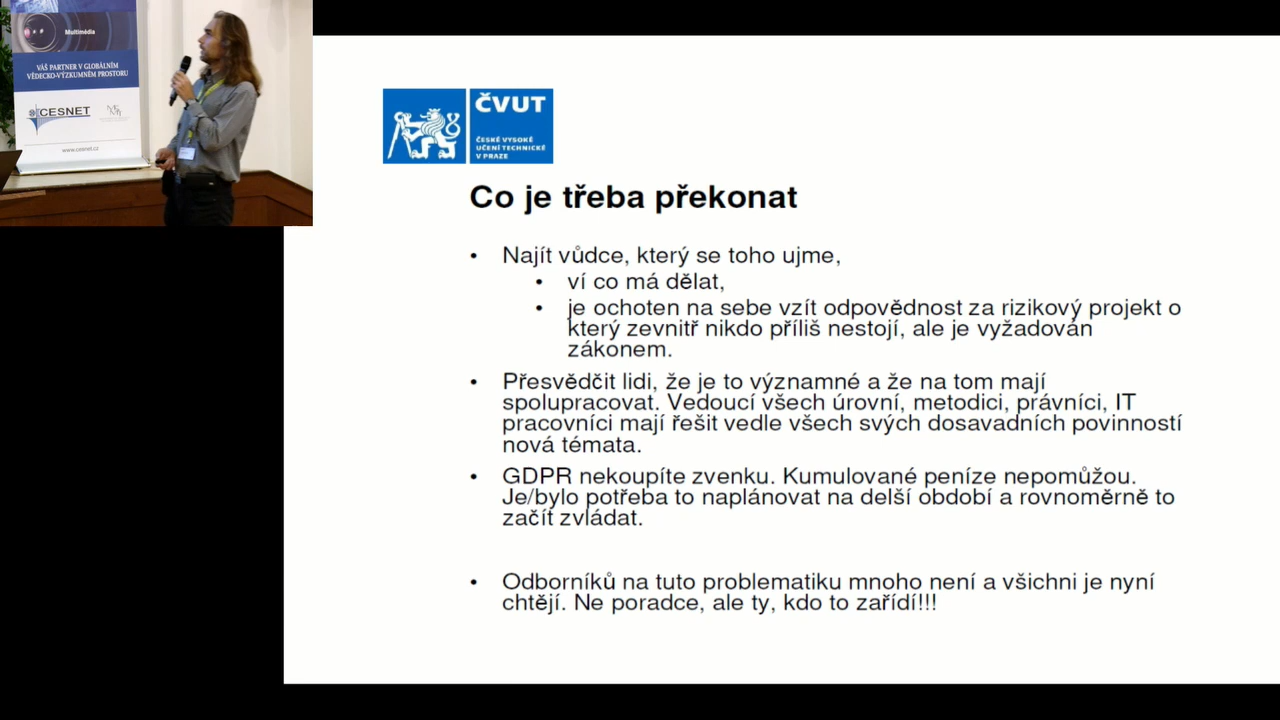 Multimédia
VÁŠ PARTNER V GLOBÁLNÍM
VĚDECKO-VÝZKUMNÉM PROSTORU
CESNET
www.cesnet.cz
ČVUT
ČESKÉ VYSOKÉ
UČENÍ TECHNICKÉ
V PRAZE
Co je třeba překonat
• Najít vůdce, který se toho ujme,
• ví co má dělat,
• je ochoten na sebe vzít odpovědnost za rizikový projekt o
který zevnitř nikdo příliš nestojí, ale je vyžadován
zákonem.
• Přesvědčit lidi, že je to významné a že na tom mají
spolupracovat. Vedoucí všech úrovní, metodici, právníci, IT
pracovníci mají řešit vedle všech svých dosavadních povinností
nová témata.
• GDPR nekoupíte zvenku. Kumulované peníze nepomůžou.
Je/bylo potřeba to naplánovat na delší období a rovnoměrně to
začít zvládat.
• Odborníků na tuto problematiku mnoho není a všichni je nyní
chtějí. Ne poradce, ale ty, kdo to zařídí!!!